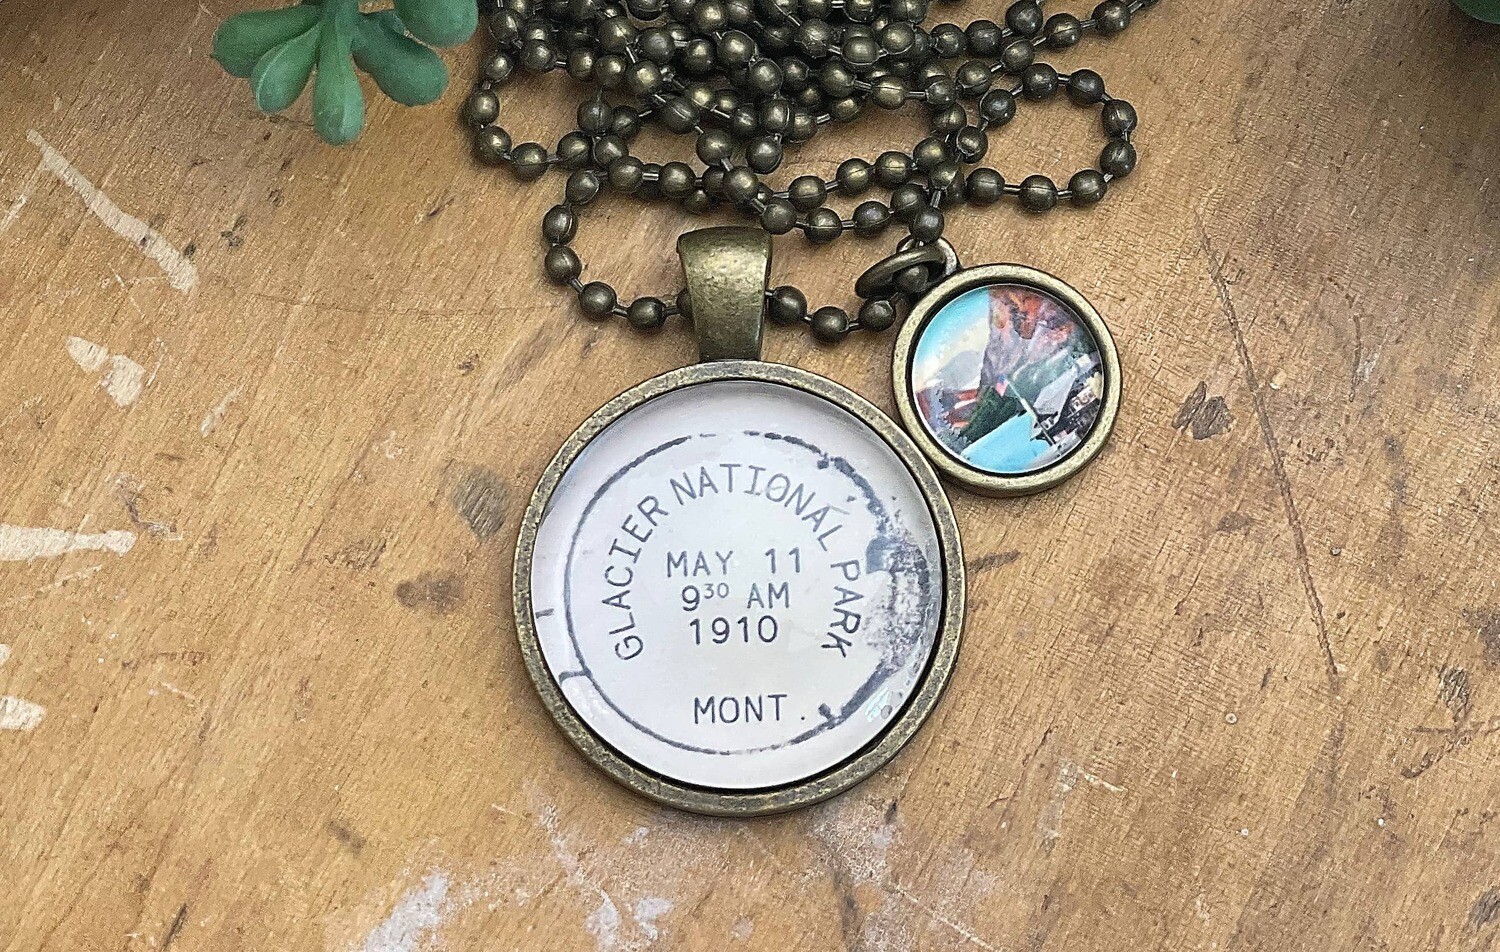 GLACIER NATIONAL PARK
MAY 11
9³⁰ AM
1910
MONT.